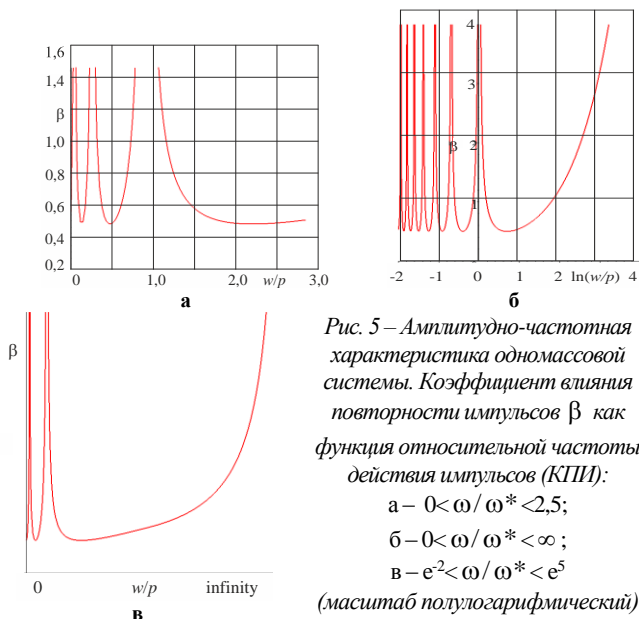 1,6
1,4
β
1,0
0,8
0,6
0,4
0,2
0 1,0 2,0 w/p 3,0
а
4
3
β 2
1
-2 -1 0 1 2 ln(w/p) 4
б
β
0 w/p infinity
в
Рис. 5 – Амплитудно-частотная
характеристика одномассовой
системы. Коэффициент влияния
повторности импульсов β как
функция относительной частоты
действия импульсов (КПИ):
а – 0< ω/ω* <2,5;
б – 0< ω/ω* < ∞ ;
в – e-2< ω/ω* < e5
(масштаб полулогарифмический)